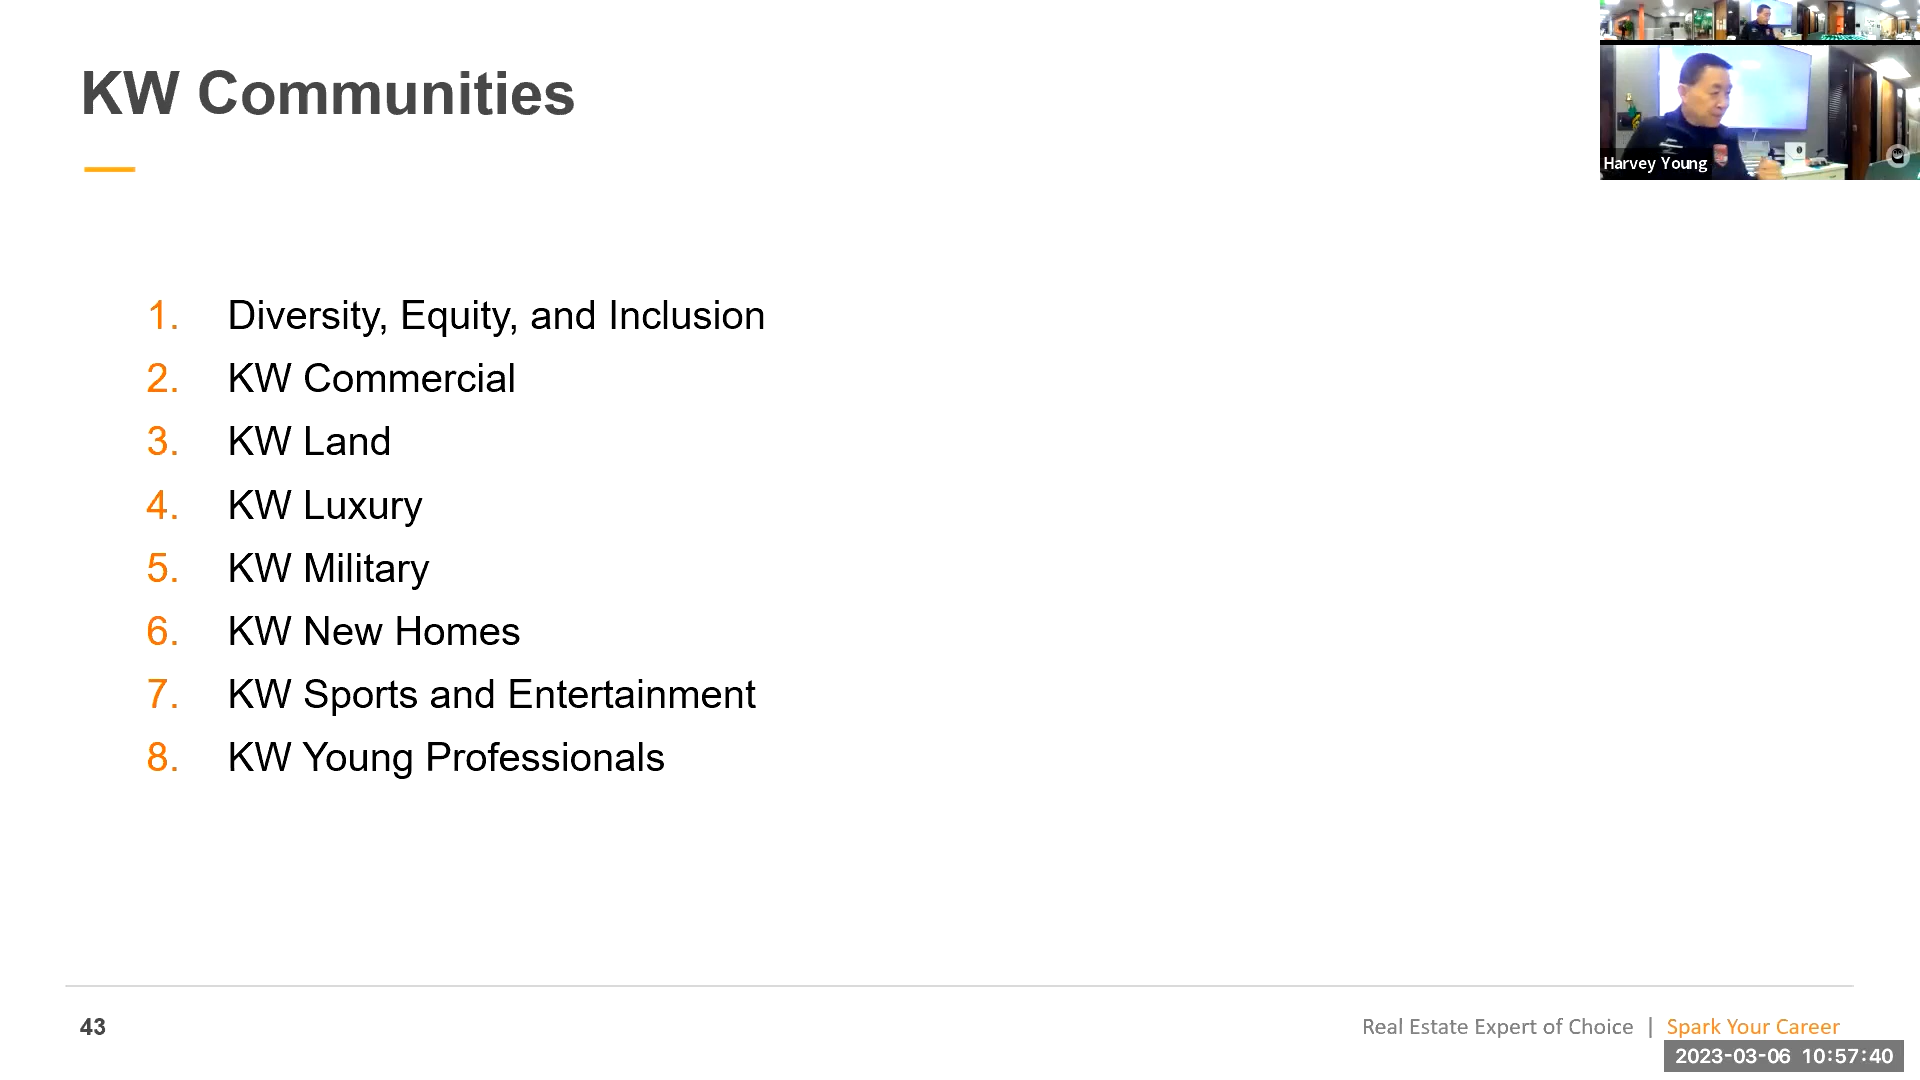 KW Communities
Harvey Young
1. Diversity, Equity, and Inclusion
2. KW Commercial
3. KW Land
4. KW Luxury
5. KW Military
6. KW New Homes
7. KW Sports and Entertainment
8. KW Young Professionals
43
Real Estate Expert of Choice | Spark Your Career
2023-03-06 10:57:40